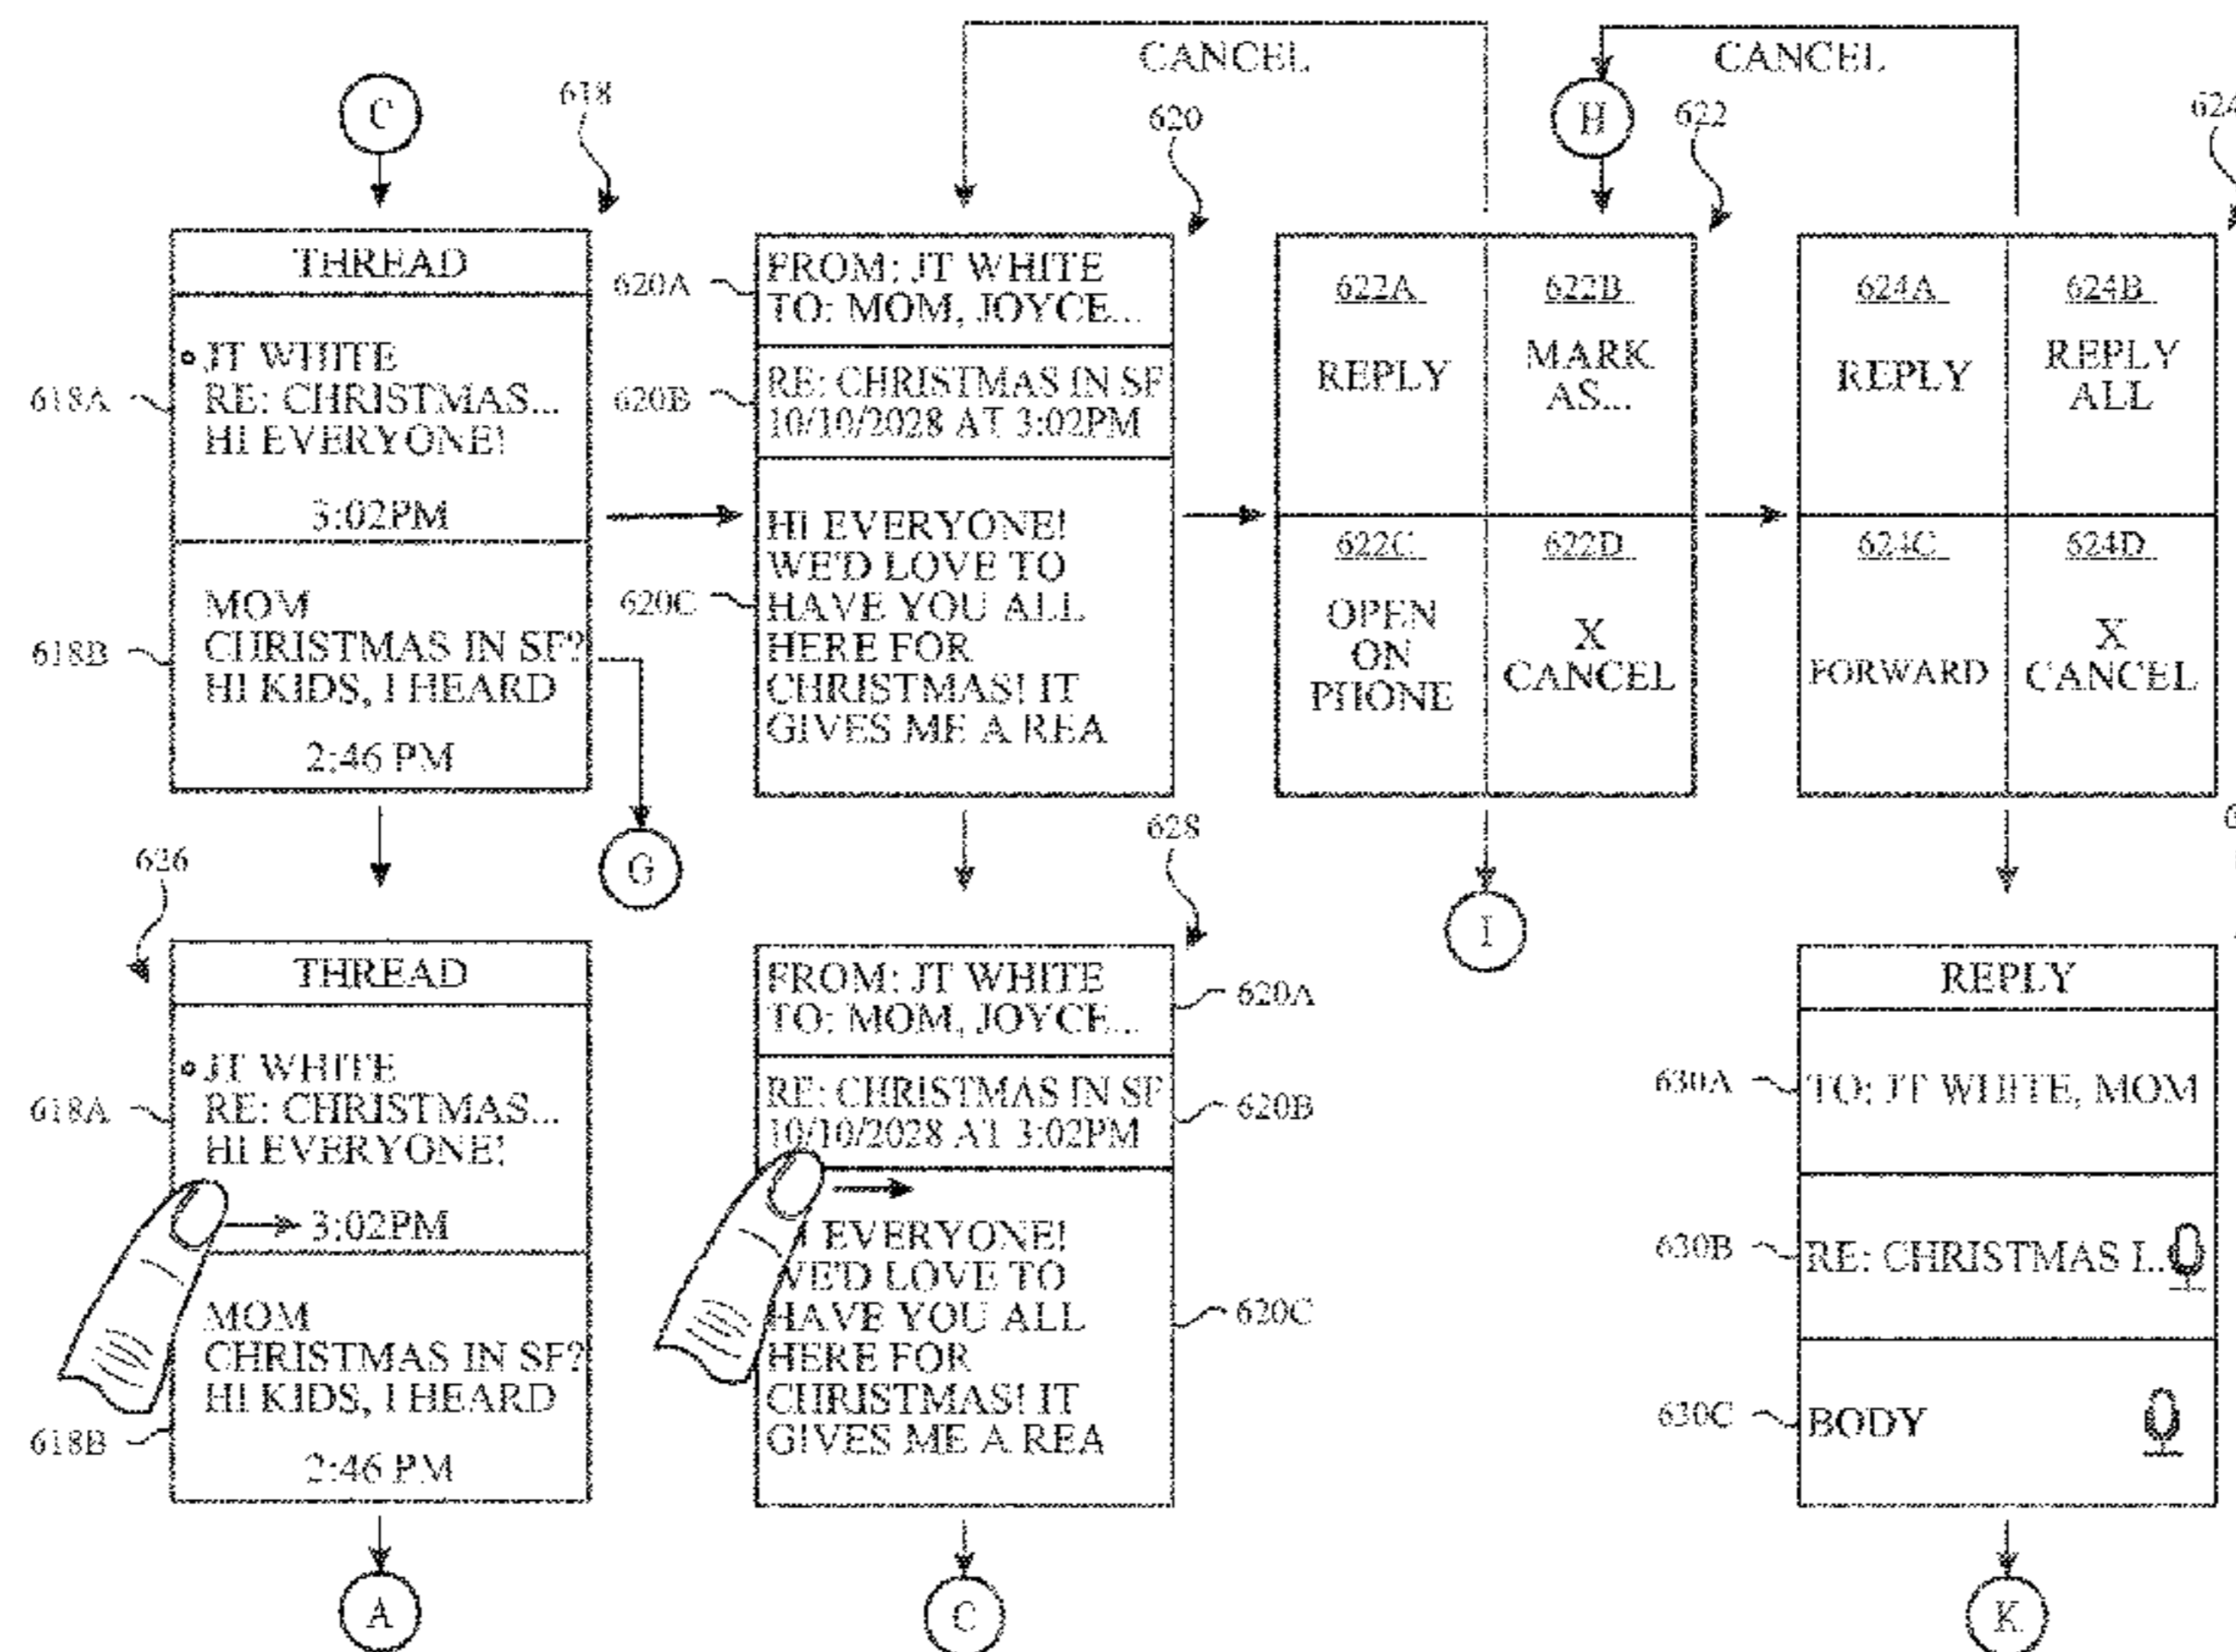 CANCEL
CANCEL
C
618
620
H
622
624
THREAD
618A
JT WHITE
RE: CHRISTMAS...
HI EVERYONE!
3:02PM
618B
MOM
CHRISTMAS IN SF?
HI KIDS, I HEARD
2:46 PM
620A
FROM: JT WHITE
TO: MOM, JOYCE...
620B
RE: CHRISTMAS IN SF
10/10/2028 AT 3:02PM
620C
HI EVERYONE!
WE'D LOVE TO
HAVE YOU ALL
HERE FOR
CHRISTMAS! IT
GIVES ME A REA
622A
REPLY
622B
MARK
AS...
622C
OPEN
ON
PHONE
622D
X
CANCEL
624A
REPLY
624B
REPLY
ALL
624C
FORWARD
624D
X
CANCEL
G
I
626
THREAD
618A
JT WHITE
RE: CHRISTMAS...
HI EVERYONE!
3:02PM
618B
MOM
CHRISTMAS IN SF?
HI KIDS, I HEARD
2:46 PM
A
628
FROM: JT WHITE
TO: MOM, JOYCE...
620A
RE: CHRISTMAS IN SF
10/10/2028 AT 3:02PM
620B
I EVERYONE!
WE'D LOVE TO
HAVE YOU ALL
HERE FOR
CHRISTMAS! IT
GIVES ME A REA
620C
C
REPLY
630A
TO: JT WHITE, MOM
630B
RE: CHRISTMAS I...
630C
BODY
K